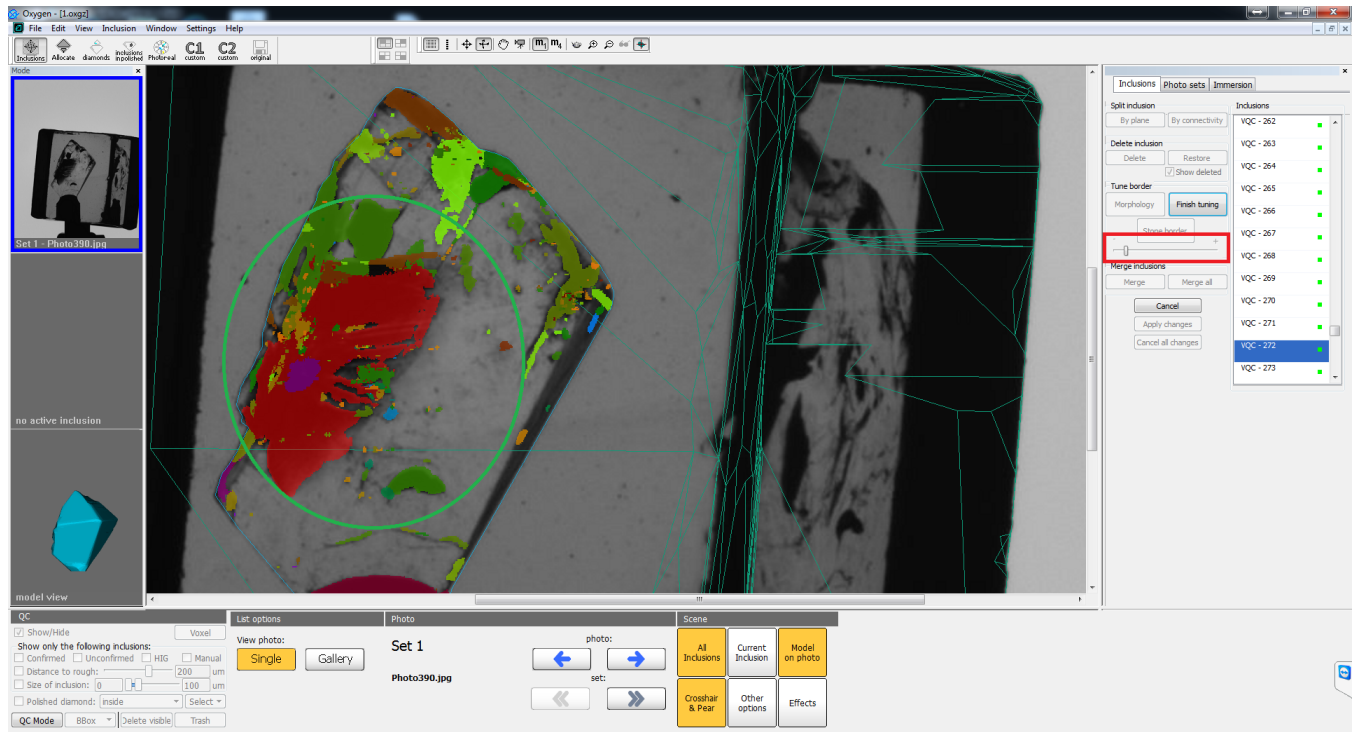 Oxygen - [1.oxgz]
File Edit View Inclusion Window Settings Help
Inclusions Allocate diamonds inclusions inpolished Photoreal C1 custom C2 custom original
m₁ m₄
Mode
Set 1 - Photo390.jpg
no active inclusion
model view
Inclusions Photo sets Immersion
Split inclusion
By plane By connectivity
Delete inclusion
Delete Restore
Show deleted
Tune border
Morphology Finish tuning
Stone border
- +
Merge inclusions
Merge Merge all
Cancel
Apply changes
Cancel all changes
Inclusions
VQC - 262
VQC - 263
VQC - 264
VQC - 265
VQC - 266
VQC - 267
VQC - 268
VQC - 269
VQC - 270
VQC - 271
VQC - 272
VQC - 273
QC
Show/Hide Voxel
Show only the following inclusions:
Confirmed Unconfirmed HIG Manual
Distance to rough: 200 um
Size of inclusion: 0 100 um
Polished diamond: inside Select
QC Mode BBox Delete visible Trash
List options
View photo:
Single Gallery
Photo
Set 1
Photo390.jpg
photo:
set:
Scene
All Inclusions
Current Inclusion
Model on photo
Crosshair & Pear
Other options
Effects